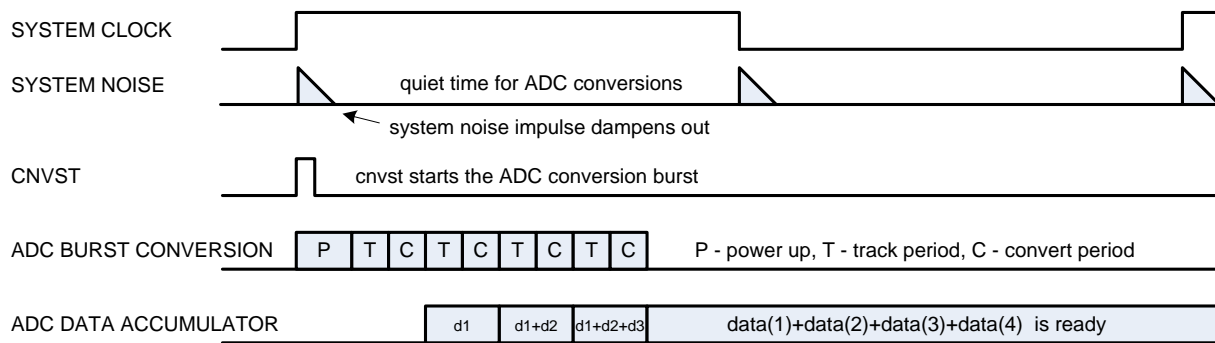 SYSTEM CLOCK
SYSTEM NOISE
quiet time for ADC conversions
system noise impulse dampens out
CNVST
cnvst starts the ADC conversion burst
ADC BURST CONVERSION P T C T C T C T C P - power up, T - track period, C - convert period
ADC DATA ACCUMULATOR d1 d1+d2 d1+d2+d3 data(1)+data(2)+data(3)+data(4) is ready